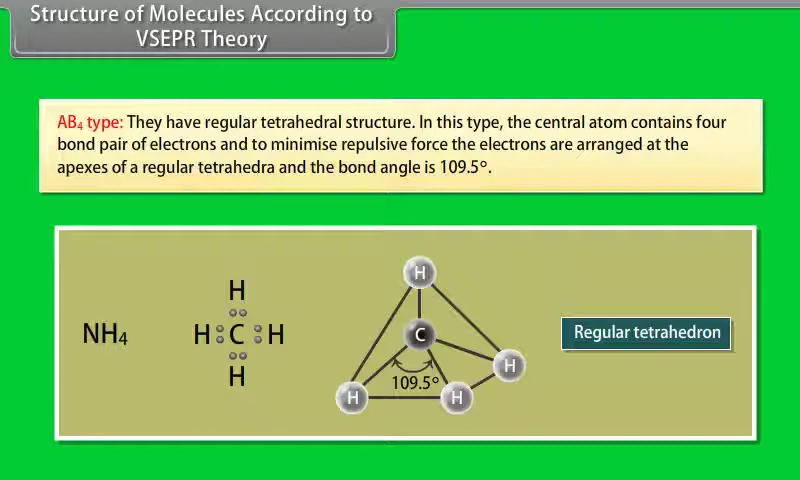 Structure of Molecules According to
VSEPR Theory
AB₄ type: They have regular tetrahedral structure. In this type, the central atom contains four
bond pair of electrons and to minimise repulsive force the electrons are arranged at the
apexes of a regular tetrahedra and the bond angle is 109.5°.
NH₄
H
H C H
H
H
C
109.5°
H
H
H
Regular tetrahedron